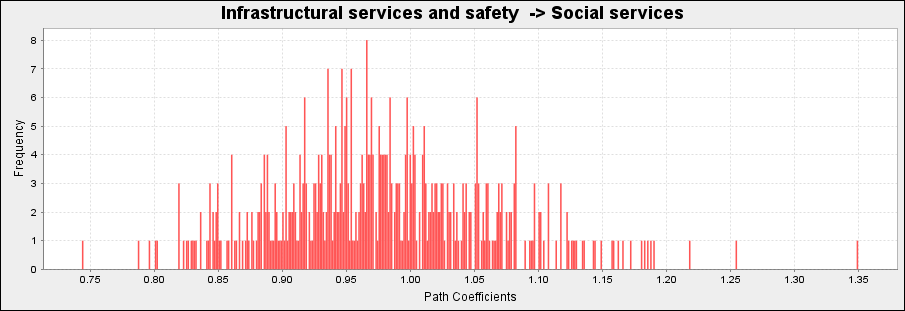 Infrastructural services and safety -> Social services
Frequency
8
7
6
5
4
3
2
1
0
0.75 0.80 0.85 0.90 0.95 1.00 1.05 1.10 1.15 1.20 1.25 1.30 1.35
Path Coefficients